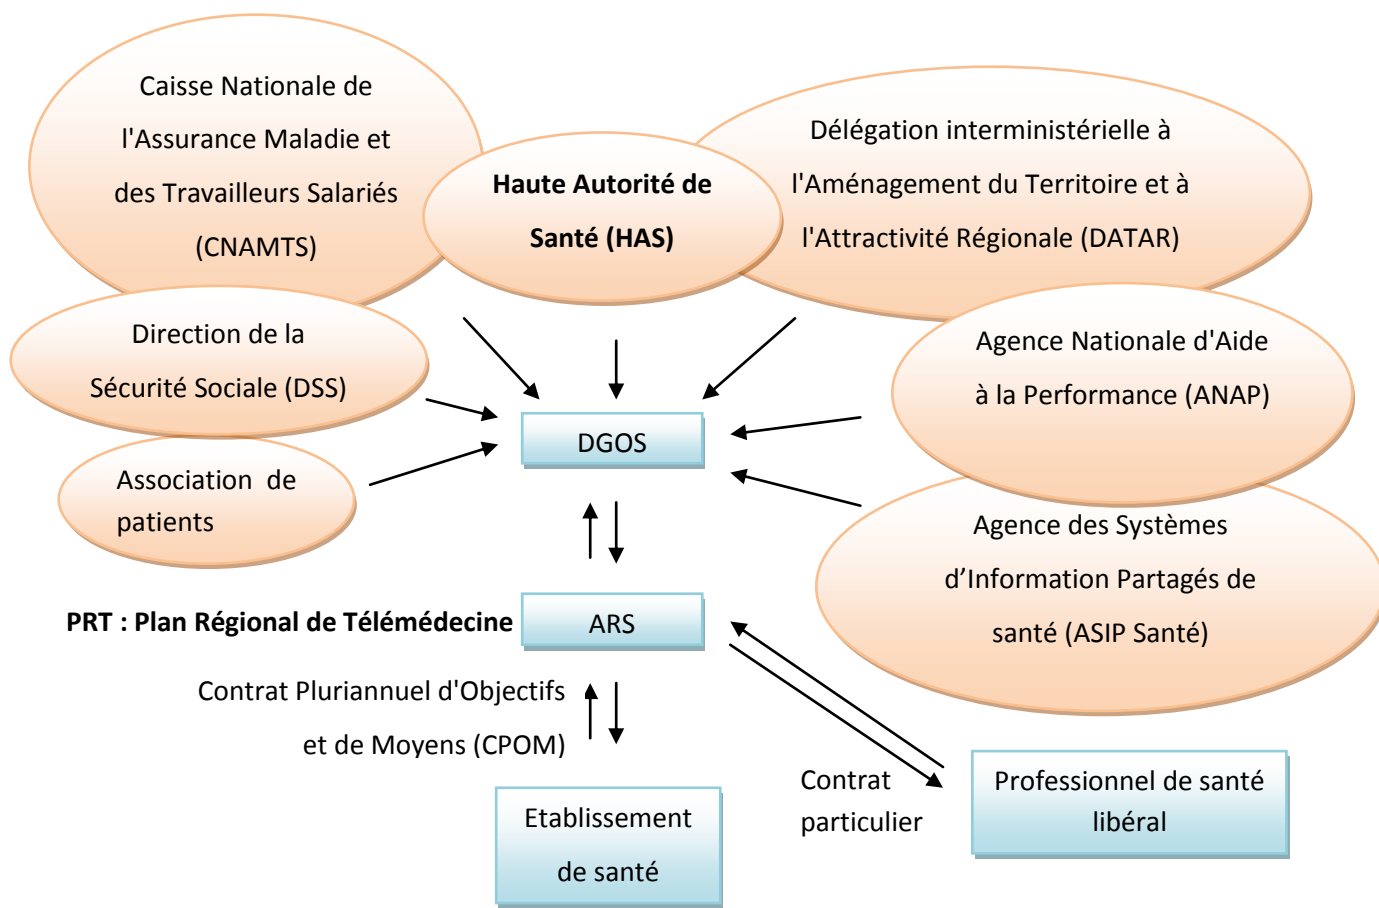 Caisse Nationale de
l'Assurance Maladie et
des Travailleurs Salariés
(CNAMTS)
Haute Autorité de
Santé (HAS)
Délégation interministérielle à
l'Aménagement du Territoire et à
l'Attractivité Régionale (DATAR)
Direction de la
Sécurité Sociale (DSS)
Agence Nationale d'Aide
à la Performance (ANAP)
DGOS
Association de
patients
Agence des Systèmes
d’Information Partagés de
santé (ASIP Santé)
PRT : Plan Régional de Télémédecine
ARS
Contrat Pluriannuel d'Objectifs
et de Moyens (CPOM)
Contrat
particulier
Professionnel de santé
libéral
Etablissement
de santé